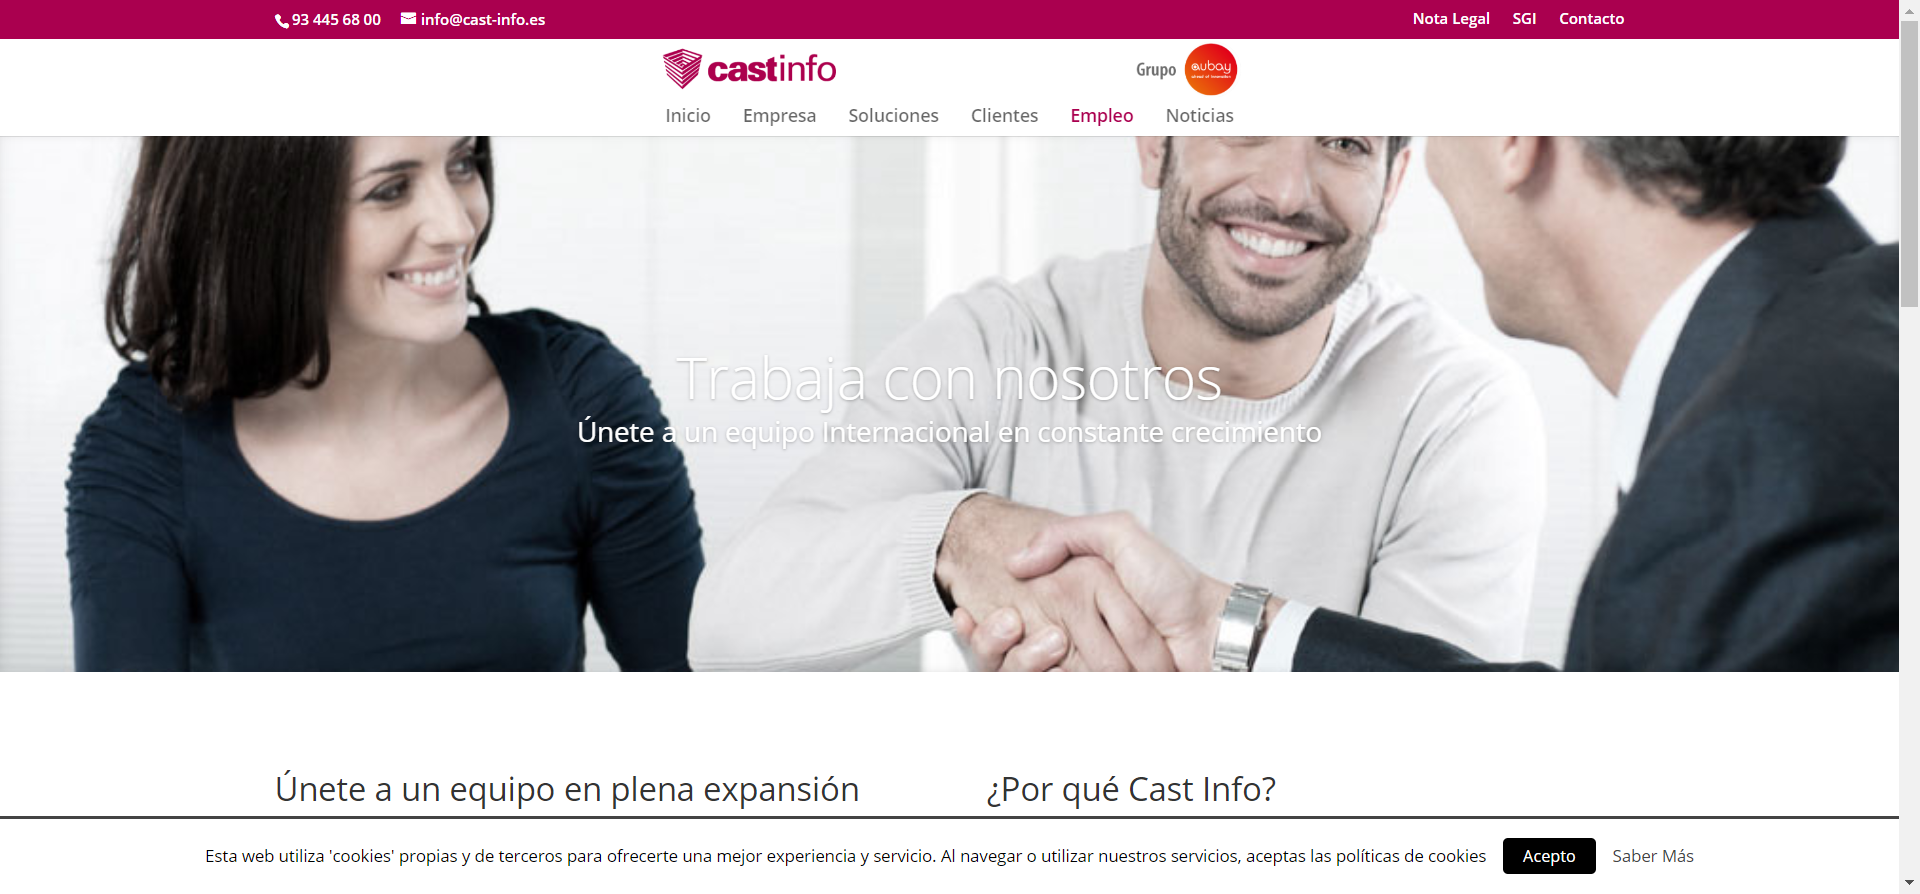 93 445 68 00 info@cast-info.es Nota Legal SGI Contacto
castinfo Grupo aubay
ahead of innovation
Inicio Empresa Soluciones Clientes Empleo Noticias
Trabaja con nosotros
Únete a un equipo Internacional en constante crecimiento
Únete a un equipo en plena expansión
¿Por qué Cast Info?
Esta web utiliza 'cookies' propias y de terceros para ofrecerte una mejor experiencia y servicio. Al navegar o utilizar nuestros servicios, aceptas las políticas de cookies Acepto Saber Más